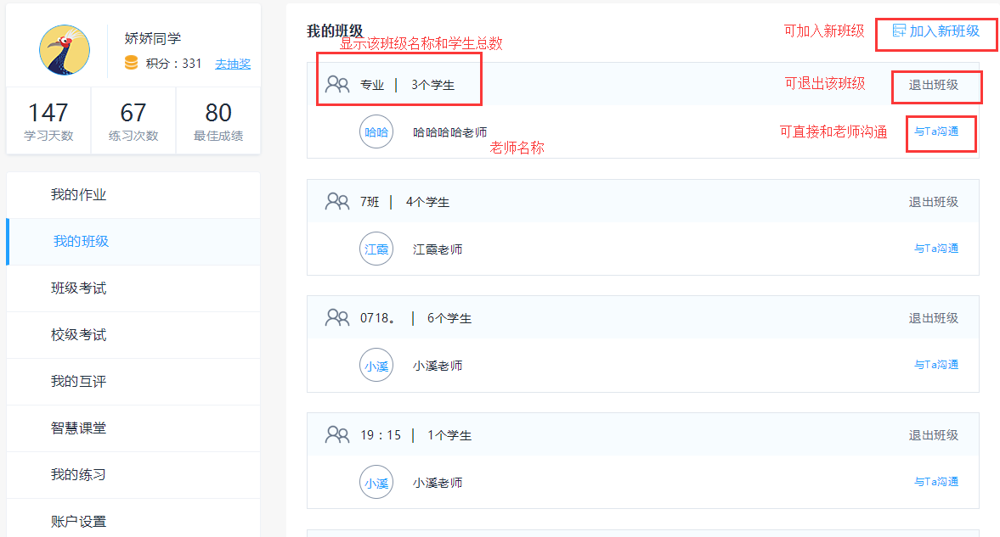 娇娇同学
积分：331 去抽奖
147 67 80
学习天数 练习次数 最佳成绩
我的作业
我的班级
班级考试
校级考试
我的互评
智慧课堂
我的练习
账户设置
我的班级 可加入新班级 加入新班级
显示该班级名称和学生总数
专业 | 3个学生 可退出该班级 退出班级
哈哈 哈哈哈哈老师 可直接和老师沟通 与Ta沟通
老师名称
7班 | 4个学生 退出班级
江霞 江霞老师 与Ta沟通
0718。 | 6个学生 退出班级
小溪 小溪老师 与Ta沟通
19：15 | 1个学生 退出班级
小溪 小溪老师 与Ta沟通